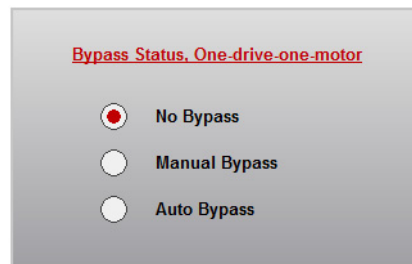 Bypass Status, One-drive-one-motor
No Bypass
Manual Bypass
Auto Bypass